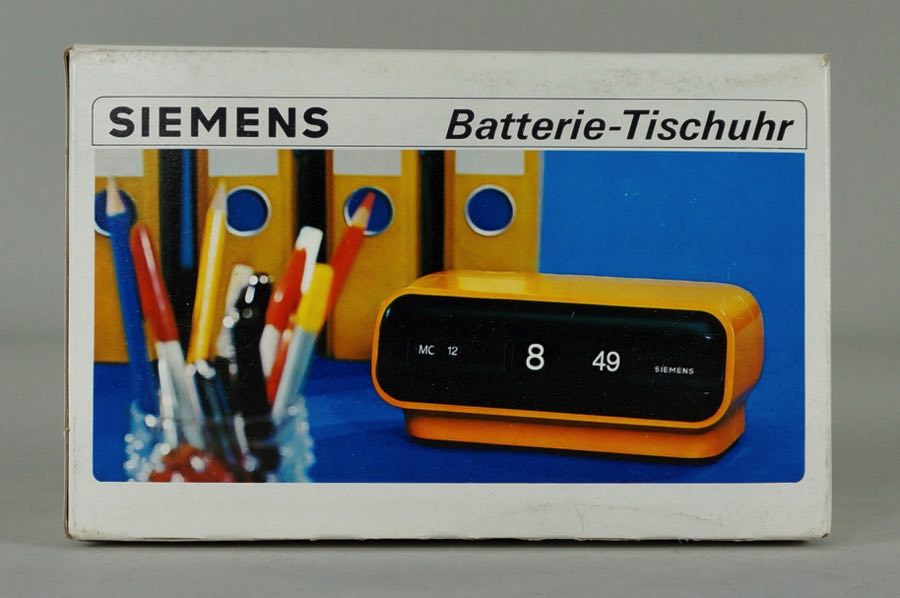 SIEMENS Batterie-Tischuhr
MC 12 8 49 SIEMENS